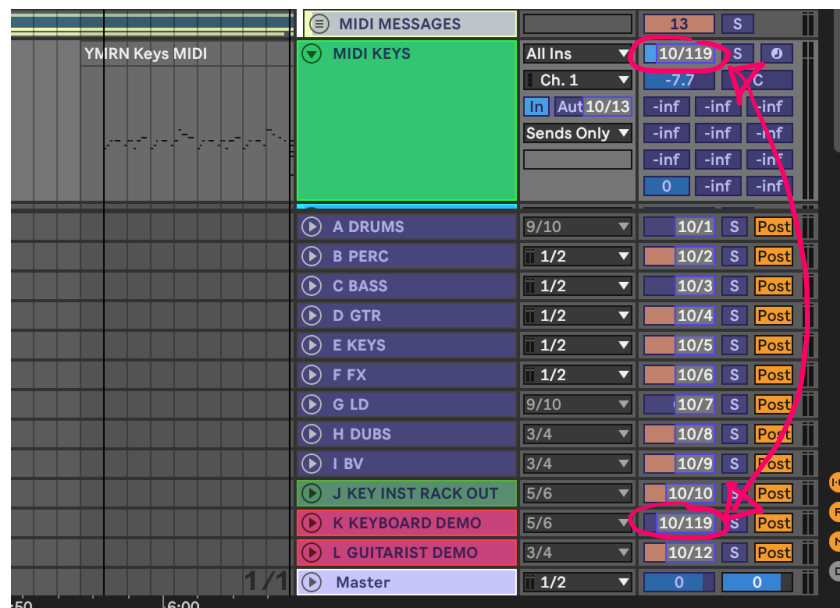 MIDI MESSAGES 13 S
YMRN Keys MIDI MIDI KEYS All Ins 10/119 S
Ch. 1 -7.7 C
In Aut 10/13 -inf -inf -inf
Sends Only -inf -inf -inf
-inf -inf -inf
0 -inf -inf
A DRUMS 9/10 10/1 S Post
B PERC 1/2 10/2 S Post
C BASS 1/2 10/3 S Post
D GTR 1/2 10/4 S Post
E KEYS 1/2 10/5 S Post
F FX 1/2 10/6 S Post
G LD 9/10 10/7 S Post
H DUBS 3/4 10/8 S Post
I BV 3/4 10/9 S Post
J KEY INST RACK OUT 5/6 10/10 S Post
K KEYBOARD DEMO 5/6 10/119 S Post
L GUITARIST DEMO 3/4 10/12 S Post
1/1 Master 1/2 0 0
:50 6:00